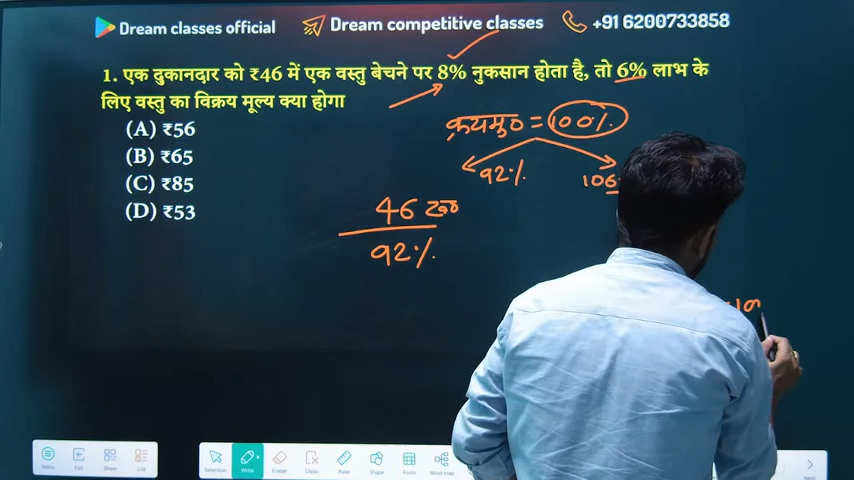 Dream classes official Dream competitive classes +91 6200733858
1. एक दुकानदार को ₹46 में एक वस्तु बेचने पर 8% नुकसान होता है, तो 6% लाभ के
लिए वस्तु का विक्रय मूल्य क्या होगा
(A) ₹56
(B) ₹65
(C) ₹85
(D) ₹53
क्रयमू० = 100%
92% 106
46
92%
Menu Exit Share List Selection Write Eraser Clean Ruler Shape Form Mind map Next